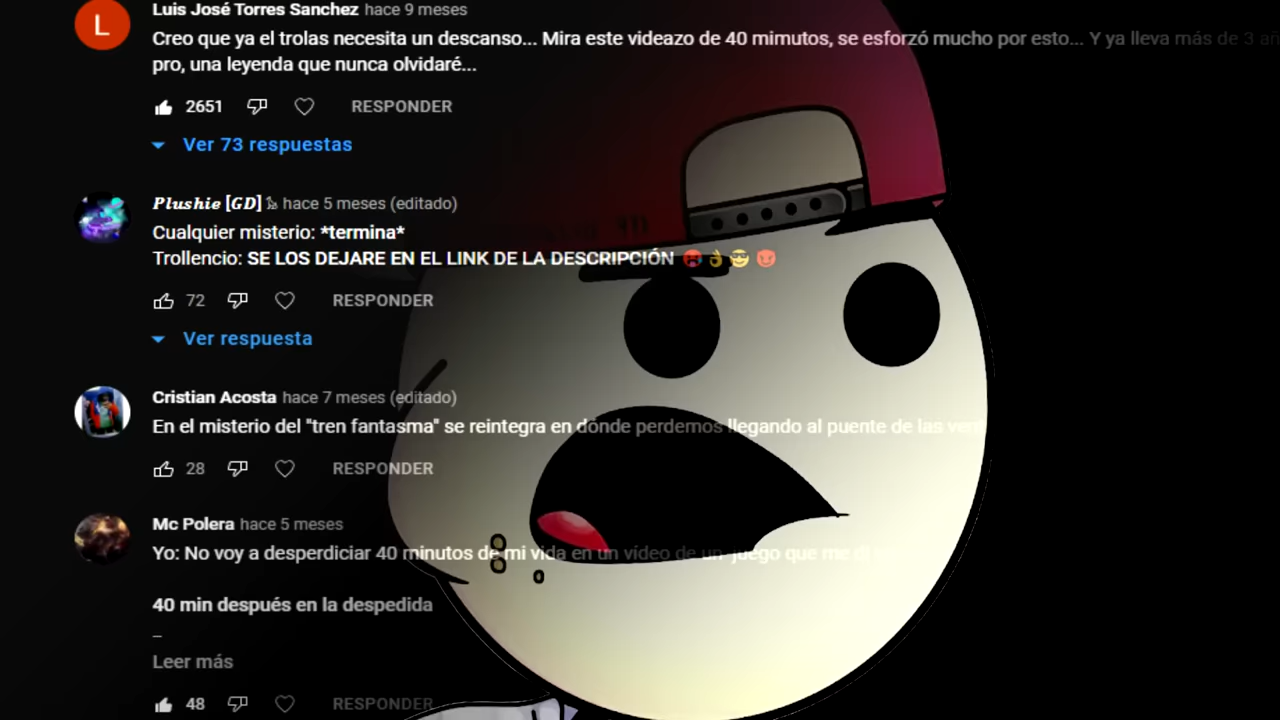 L
Luis José Torres Sanchez hace 9 meses
Creo que ya el trolas necesita un descanso... Mira este videazo de 40 mimutos, se esforzó mucho por esto... Y ya lleva más de 3
pro, una leyenda que nunca olvidaré...
2651 RESPONDER
Ver 73 respuestas
Plushie [GD] hace 5 meses (editado)
Cualquier misterio: *termina*
Trollencio: SE LOS DEJARE EN EL LINK DE LA DESCRIPCIÓN 😡👌😎😈
72 RESPONDER
Ver respuesta
Cristian Acosta hace 7 meses (editado)
En el misterio del "tren fantasma" se reintegra en dónde perdemos llegando al puente de las
28 RESPONDER
Mc Polera hace 5 meses
Yo: No voy a desperdiciar 40 minutos de mi vida en un video de un juego que me
40 min después en la despedida
_
Leer más
48 RESPONDER